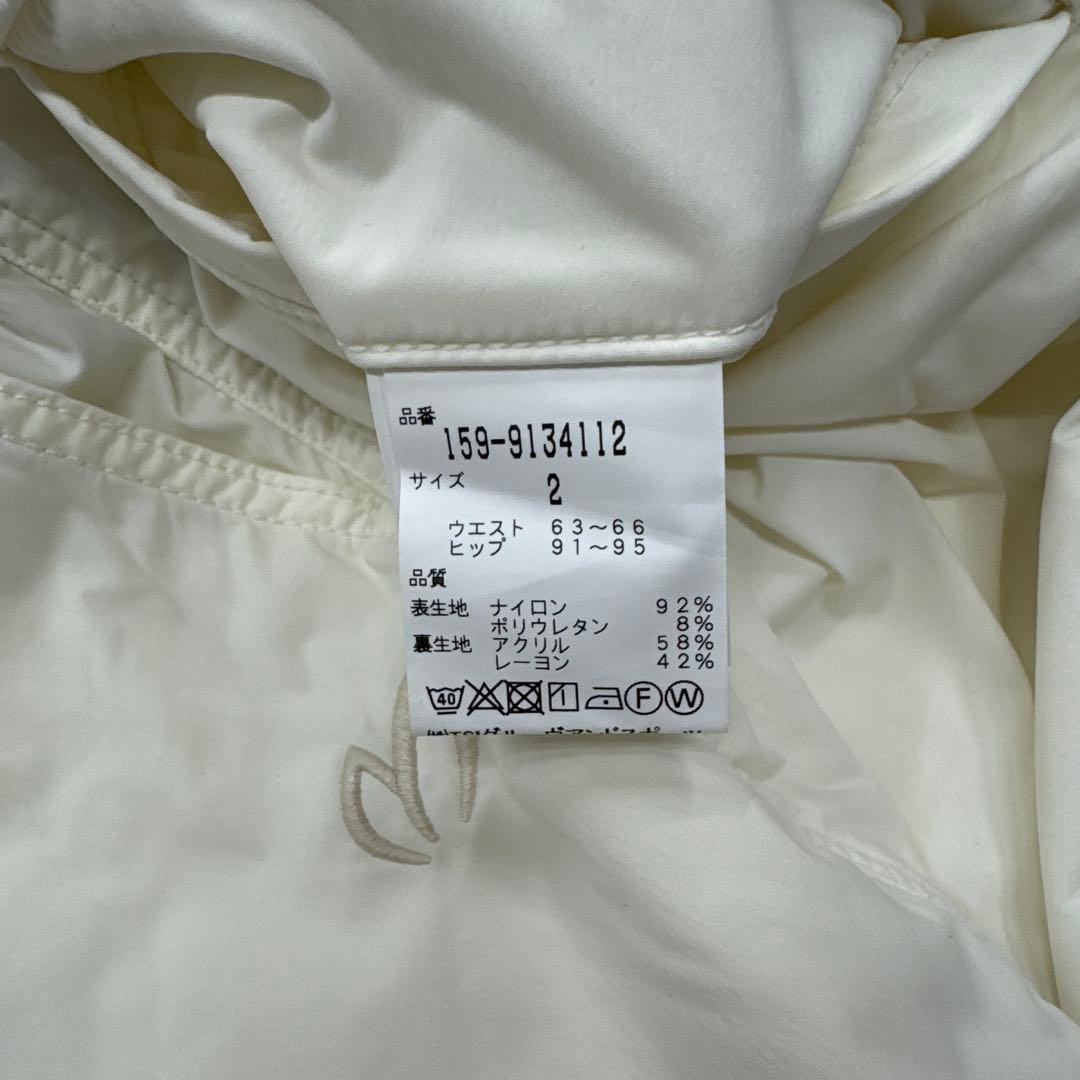 品番
159-9134112
サイズ
2
ウエスト 63～66
ヒップ 91～95
品質
表生地 ナイロン 92%
ポリウレタン 8%
裏生地 アクリル 58%
レーヨン 42%
40 F W